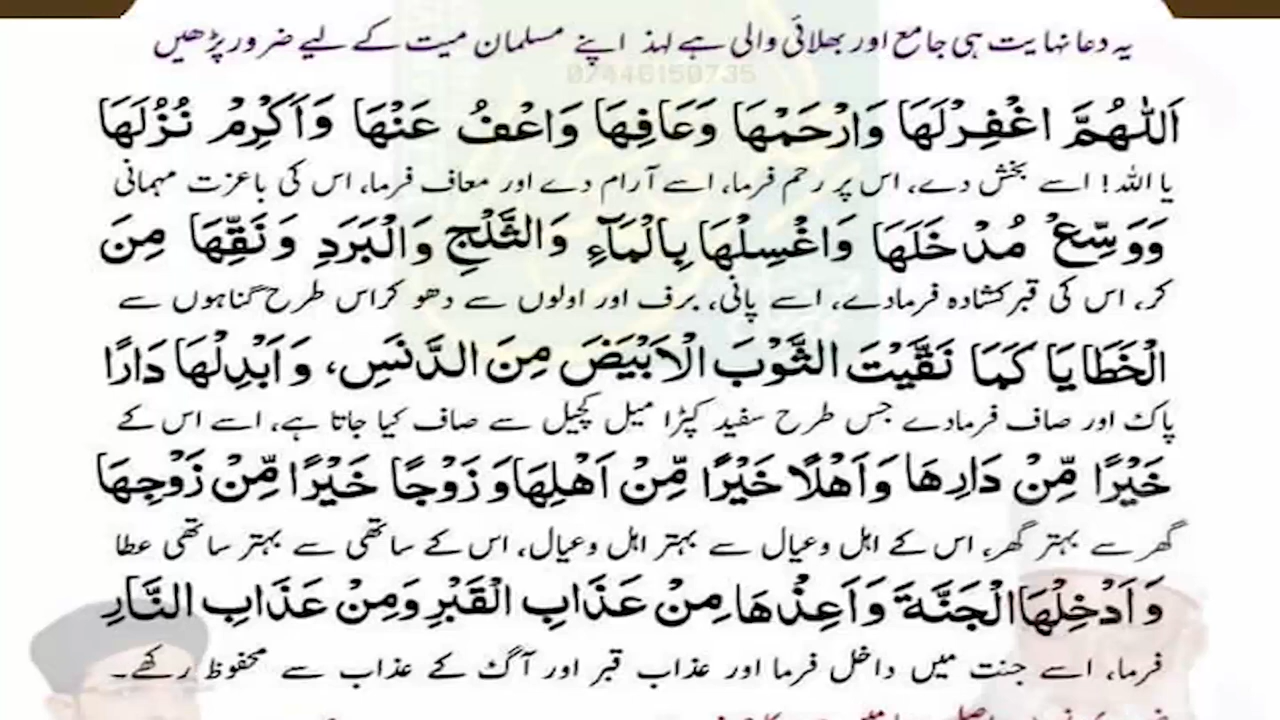 یہ دعا نہایت ہی جامع اور بھلائی والی ہے لہذ اپنے مسلمان میت کے لیے ضرور پڑھیں
07446150735
اَللّٰهُمَّ اغْفِرْلَهَا وَارْحَمْهَا وَعَافِهَا وَاعْفُ عَنْهَا وَاَكْرِمْ نُزُلَهَا
یا اللہ! اسے بخش دے، اس پر رحم فرما، اسے آرام دے اور معاف فرما، اس کی باعزت مہمانی
وَوَسِّعْ مُدْخَلَهَا وَاغْسِلْهَا بِالْمَآءِ وَالثَّلْجِ وَالْبَرَدِ وَنَقِّهَا مِنَ
کر، اس کی قبر کشادہ فرمادے، اسے پانی، برف اور اولوں سے دھو کر اس طرح گناہوں سے
الْخَطَايَا كَمَا نَقَّيْتَ الثَّوْبَ الْاَبْيَضَ مِنَ الدَّنَسِ، وَاَبْدِلْهَا دَارًا
پاک اور صاف فرمادے جس طرح سفید کپڑا میل کچیل سے صاف کیا جاتا ہے، اسے اس کے
خَيْرًا مِّنْ دَارِهَا وَاَهْلًا خَيْرًا مِّنْ اَهْلِهَا وَزَوْجًا خَيْرًا مِّنْ زَوْجِهَا
گھر سے بہتر گھر، اس کے اہل وعیال سے بہتر اہل وعیال، اس کے ساتھی سے بہتر ساتھی عطا
وَاَدْخِلْهَا الْجَنَّةَ وَاَعِذْهَا مِنْ عَذَابِ الْقَبْرِ وَمِنْ عَذَابِ النَّارِ
فرما، اسے جنت میں داخل فرما اور عذاب قبر اور آگ کے عذاب سے محفوظ رکھے۔